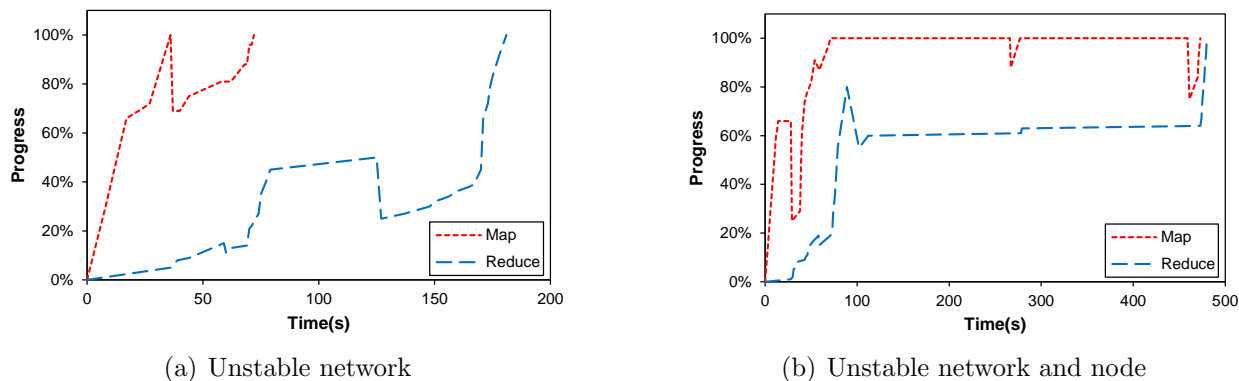 100%
80%
60%
40%
20%
0%
Progress
0
50
100
150
200
Time(s)
Map
Reduce
(a) Unstable network
100%
80%
60%
40%
20%
0%
Progress
0
100
200
300
400
500
Time(s)
Map
Reduce
(b) Unstable network and node